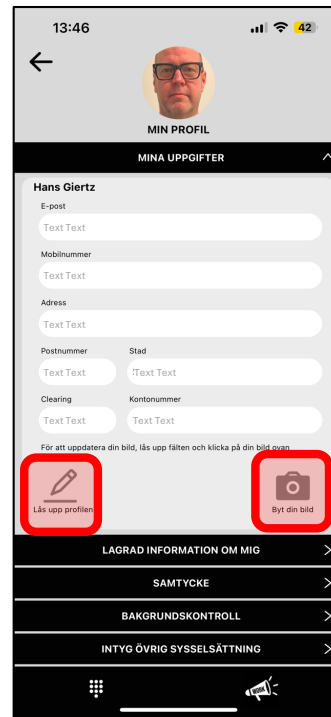 13:46
42
MIN PROFIL
MINA UPPGIFTER
Hans Giertz
E-post
Text Text
Mobilnummer
Text Text
Adress
Text Text
Postnummer Stad
Text Text :Text Text
Clearing Kontonummer
Text Text Text Text
För att uppdatera din bild, lås upp fälten och klicka på din bild ovan
Lås upp profilen Byt din bild
LAGRAD INFORMATION OM MIG
SAMTYCKE
BAKGRUNDSKONTROLL
INTYG ÖVRIG SYSSELSÄTTNING
WORK